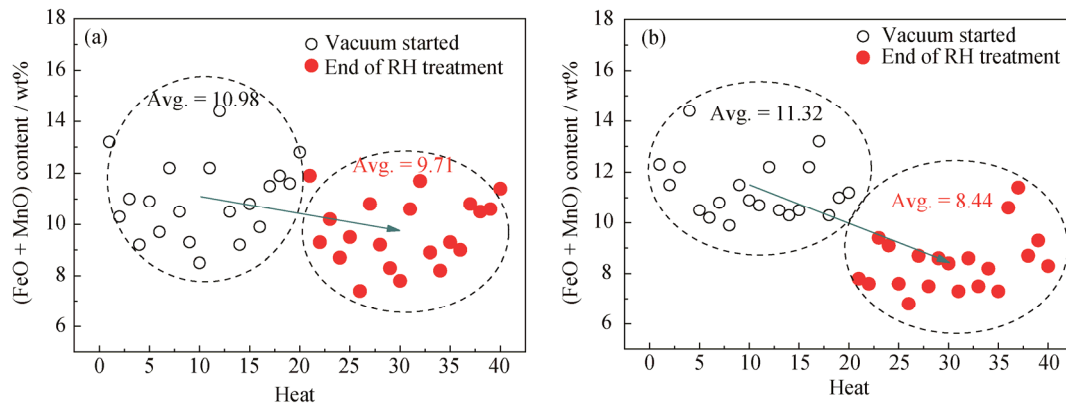 (a)
Vacuum started
End of RH treatment
Avg. = 10.98
Avg. = 9.71
18
16
14
12
10
8
6
(FeO + MnO) content / wt%
0 5 10 15 20 25 30 35 40
Heat
(b)
Vacuum started
End of RH treatment
Avg. = 11.32
Avg. = 8.44
18
16
14
12
10
8
6
(FeO + MnO) content / wt%
0 5 10 15 20 25 30 35 40
Heat